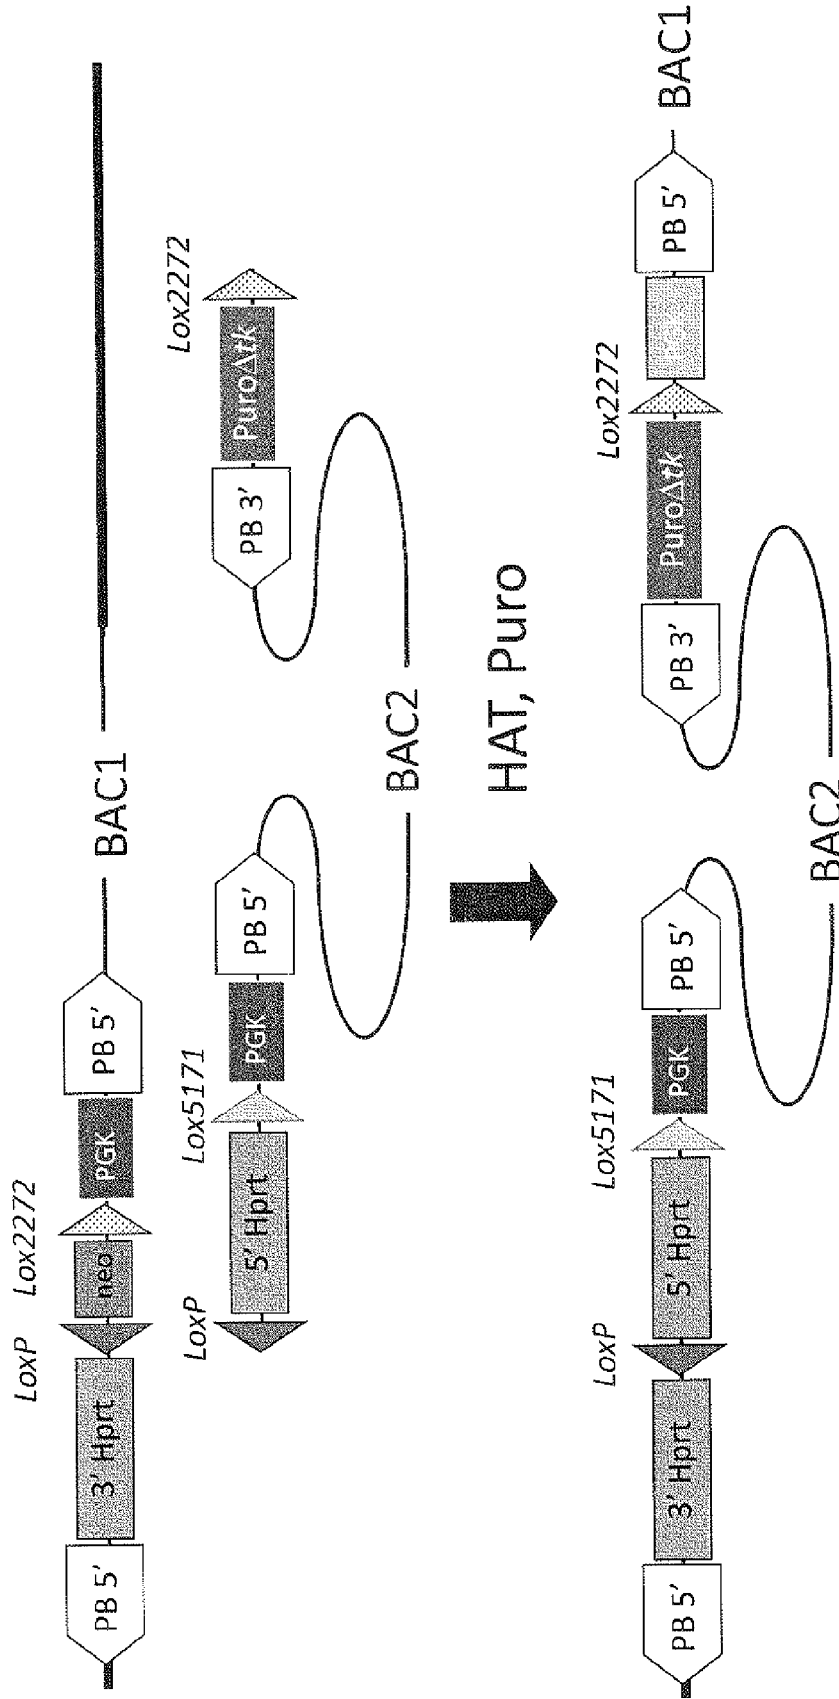 LoxP Lox2272
PB 5′ 3′ Hprt neo PGK PB 5′ BAC1
LoxP Lox5171 Lox2272
5′ Hprt PGK PB 5′ PB 3′ PuroΔtk
BAC2
HAT, Puro
LoxP Lox5171 Lox2272
PB 5′ 3′ Hprt 5′ Hprt PGK PB 5′ PB 3′ PuroΔtk PB 5′ BAC1
BAC2